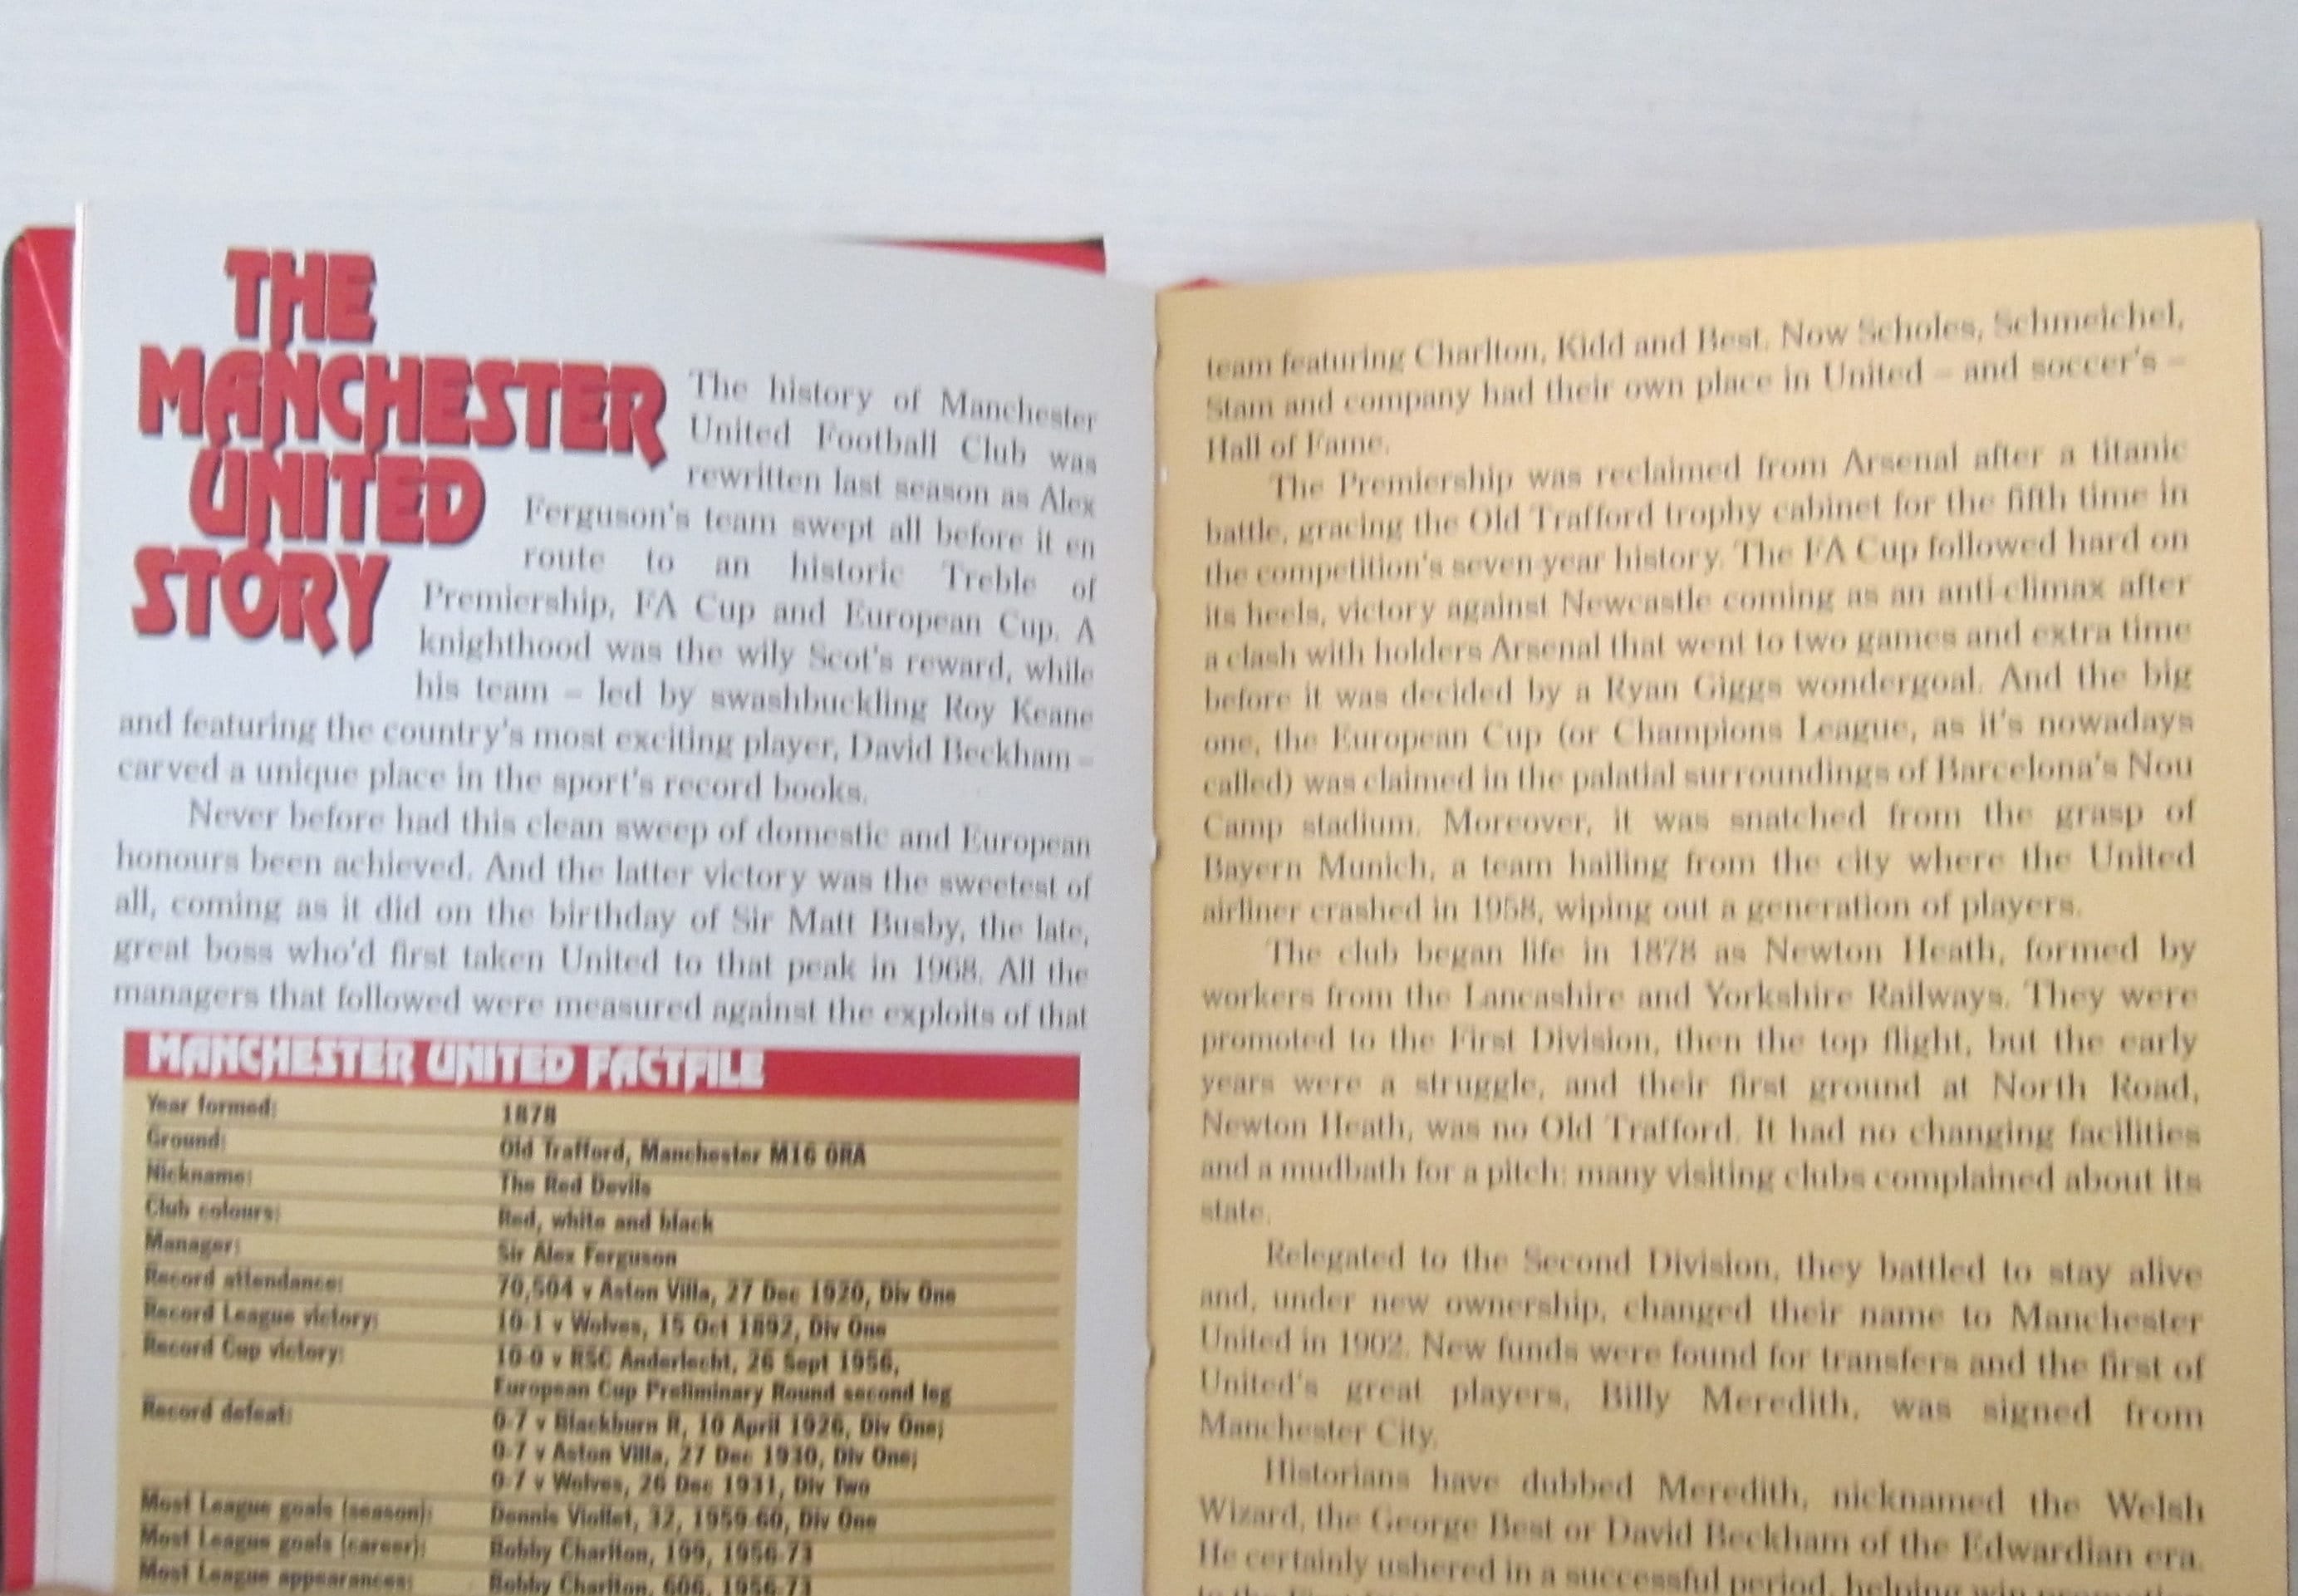 THE
MANCHESTER
UNITED
STORY
The history of Manchester
United Football Club was
rewritten last season as Alex
Ferguson's team swept all before it en
route to an historic Treble of
Premiership, FA Cup and European Cup. A
knighthood was the wily Scot's reward, while
his team – led by swashbuckling Roy Keane
and featuring the country's most exciting player, David Beckham –
carved a unique place in the sport's record books.
Never before had this clean sweep of domestic and European
honours been achieved. And the latter victory was the sweetest of
all, coming as it did on the birthday of Sir Matt Busby, the late,
great boss who'd first taken United to that peak in 1968. All the
managers that followed were measured against the exploits of that
MANCHESTER UNITED FACTFILE
Year formed: 1878
Ground: Old Trafford, Manchester M16 0RA
Nickname: The Red Devils
Club colours: Red, white and black
Manager: Sir Alex Ferguson
Record attendance: 70,504 v Aston Villa, 27 Dec 1920, Div One
Record League victory: 10-1 v Wolves, 15 Oct 1892, Div One
Record Cup victory: 10-0 v RSC Anderlecht, 26 Sept 1956,
European Cup Preliminary Round second leg
Record defeat: 0-7 v Blackburn R, 10 April 1926, Div One;
0-7 v Aston Villa, 27 Dec 1930, Div One;
0-7 v Wolves, 26 Dec 1931, Div Two
Most League goals (season): Dennis Viollet, 32, 1959-60, Div One
Most League goals (career): Bobby Charlton, 199, 1956-73
Most League appearances: Bobby Charlton, 606, 1956-73
team featuring Charlton, Kidd and Best. Now Scholes, Schmeichel,
Stam and company had their own place in United – and soccer's –
Hall of Fame.
The Premiership was reclaimed from Arsenal after a titanic
battle, gracing the Old Trafford trophy cabinet for the fifth time in
the competition's seven-year history. The FA Cup followed hard on
its heels, victory against Newcastle coming as an anti-climax after
a clash with holders Arsenal that went to two games and extra time
before it was decided by a Ryan Giggs wondergoal. And the big
one, the European Cup (or Champions League, as it's nowadays
called) was claimed in the palatial surroundings of Barcelona's Nou
Camp stadium. Moreover, it was snatched from the grasp of
Bayern Munich, a team hailing from the city where the United
airliner crashed in 1958, wiping out a generation of players.
The club began life in 1878 as Newton Heath, formed by
workers from the Lancashire and Yorkshire Railways. They were
promoted to the First Division, then the top flight, but the early
years were a struggle, and their first ground at North Road,
Newton Heath, was no Old Trafford. It had no changing facilities
and a mudbath for a pitch: many visiting clubs complained about its
state.
Relegated to the Second Division, they battled to stay alive
and, under new ownership, changed their name to Manchester
United in 1902. New funds were found for transfers and the first of
United's great players, Billy Meredith, was signed from
Manchester City.
Historians have dubbed Meredith, nicknamed the Welsh
Wizard, the George Best or David Beckham of the Edwardian era.
He certainly ushered in a successful period, helping win